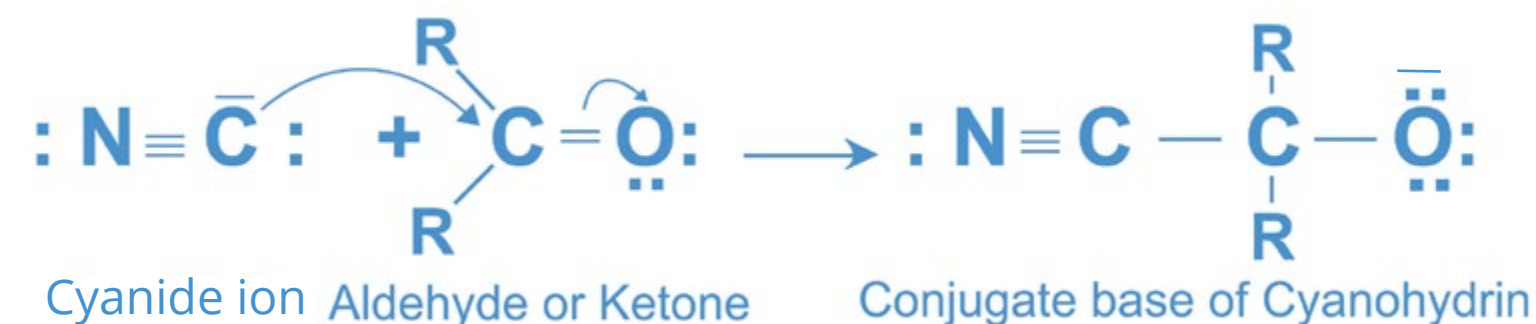 R R
: N ≡ C̅ : + C = O: → : N ≡ C — C — O̅:
R R
Cyanide ion Aldehyde or Ketone Conjugate base of Cyanohydrin